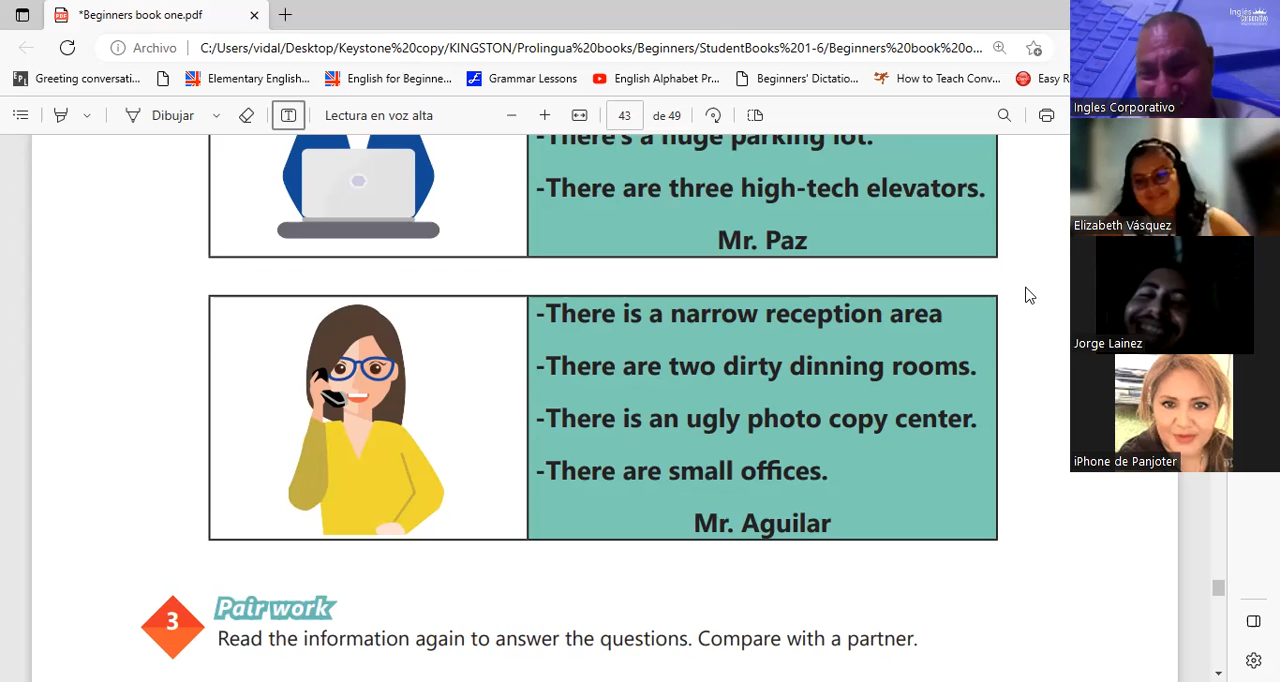 *Beginners book one.pdf
Archivo
C:/Users/vidal/Desktop/Keystone%20copy/KINGSTON/Prolingua%20books/Beginners/StudentBooks%201-6/Beginners%20book%20o...
Greeting conversati...
Elementary English...
English for Beginne...
Grammar Lessons
English Alphabet Pr...
Beginners' Dictatio...
How to Teach Conv...
Easy R
Dibujar
Lectura en voz alta
43
de 49
-There's a huge parking lot.
-There are three high-tech elevators.
Mr. Paz
-There is a narrow reception area
-There are two dirty dinning rooms.
-There is an ugly photo copy center.
-There are small offices.
Mr. Aguilar
3
Pair work
Read the information again to answer the questions. Compare with a partner.
Ingles Corporativo
Elizabeth Vásquez
Jorge Lainez
iPhone de Panjoter